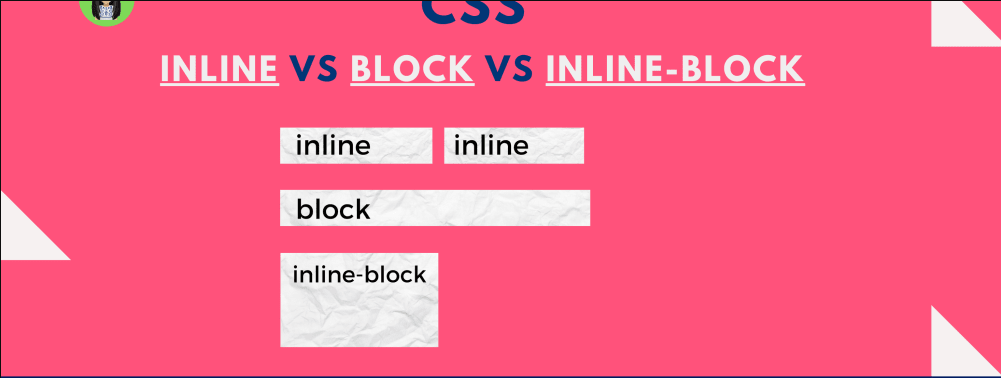 CSS
INLINE VS BLOCK VS INLINE-BLOCK
inline inline
block
inline-block